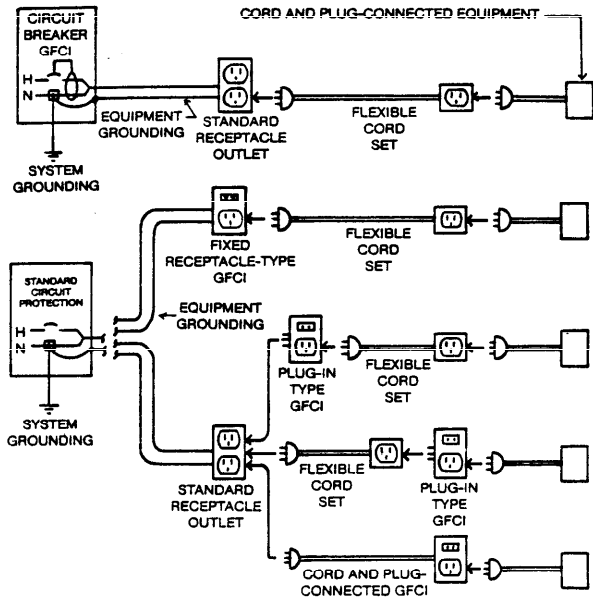 CORD AND PLUG-CONNECTED EQUIPMENT
CIRCUIT
BREAKER
GFCI
H
N
EQUIPMENT
GROUNDING
STANDARD
RECEPTACLE
OUTLET
FLEXIBLE
CORD
SET
SYSTEM
GROUNDING
FIXED
RECEPTACLE-TYPE
GFCI
FLEXIBLE
CORD
SET
STANDARD
CIRCUIT
PROTECTION
H
N
EQUIPMENT
GROUNDING
PLUG-IN
TYPE
GFCI
FLEXIBLE
CORD
SET
SYSTEM
GROUNDING
STANDARD
RECEPTACLE
OUTLET
FLEXIBLE
CORD
SET
PLUG-IN
TYPE
GFCI
CORD AND PLUG-
CONNECTED GFCI